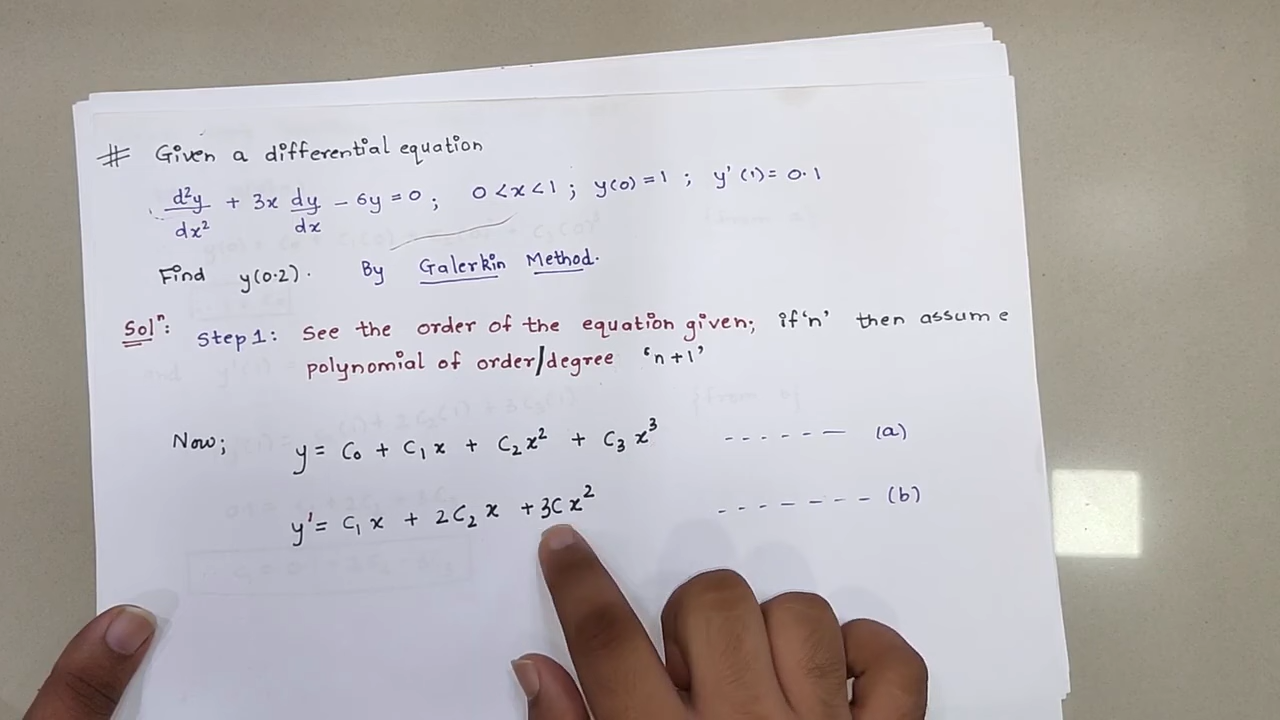 # Given a differential equation
d²y/dx² + 3x dy/dx - 6y = 0 ; 0 < x < 1 ; y(0) = 1 ; y'(1) = 0.1
Find y(0.2). By Galerkin Method.
Solⁿ: Step 1: See the order of the equation given; if 'n' then assume
polynomial of order/degree 'n+1'
Now; y = C₀ + C₁x + C₂x² + C₃x³ ------ (a)
y' = C₁x + 2C₂x + 3Cx² ------- (b)